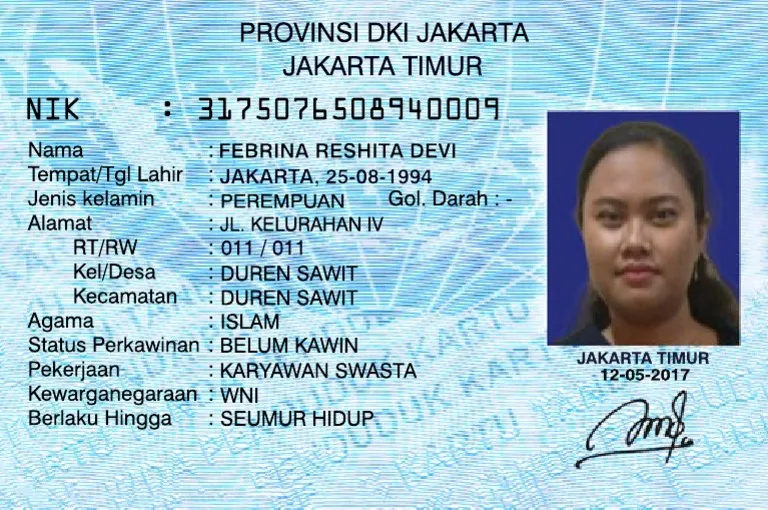 PROVINSI DKI JAKARTA
JAKARTA TIMUR
NIK : 3175076508940009
Nama : FEBRINA RESHITA DEVI
Tempat/Tgl Lahir : JAKARTA, 25-08-1994
Jenis kelamin : PEREMPUAN Gol. Darah : -
Alamat : JL. KELURAHAN IV
RT/RW : 011 / 011
Kel/Desa : DUREN SAWIT
Kecamatan : DUREN SAWIT
Agama : ISLAM
Status Perkawinan : BELUM KAWIN
Pekerjaan : KARYAWAN SWASTA
Kewarganegaraan : WNI
Berlaku Hingga : SEUMUR HIDUP
JAKARTA TIMUR
12-05-2017